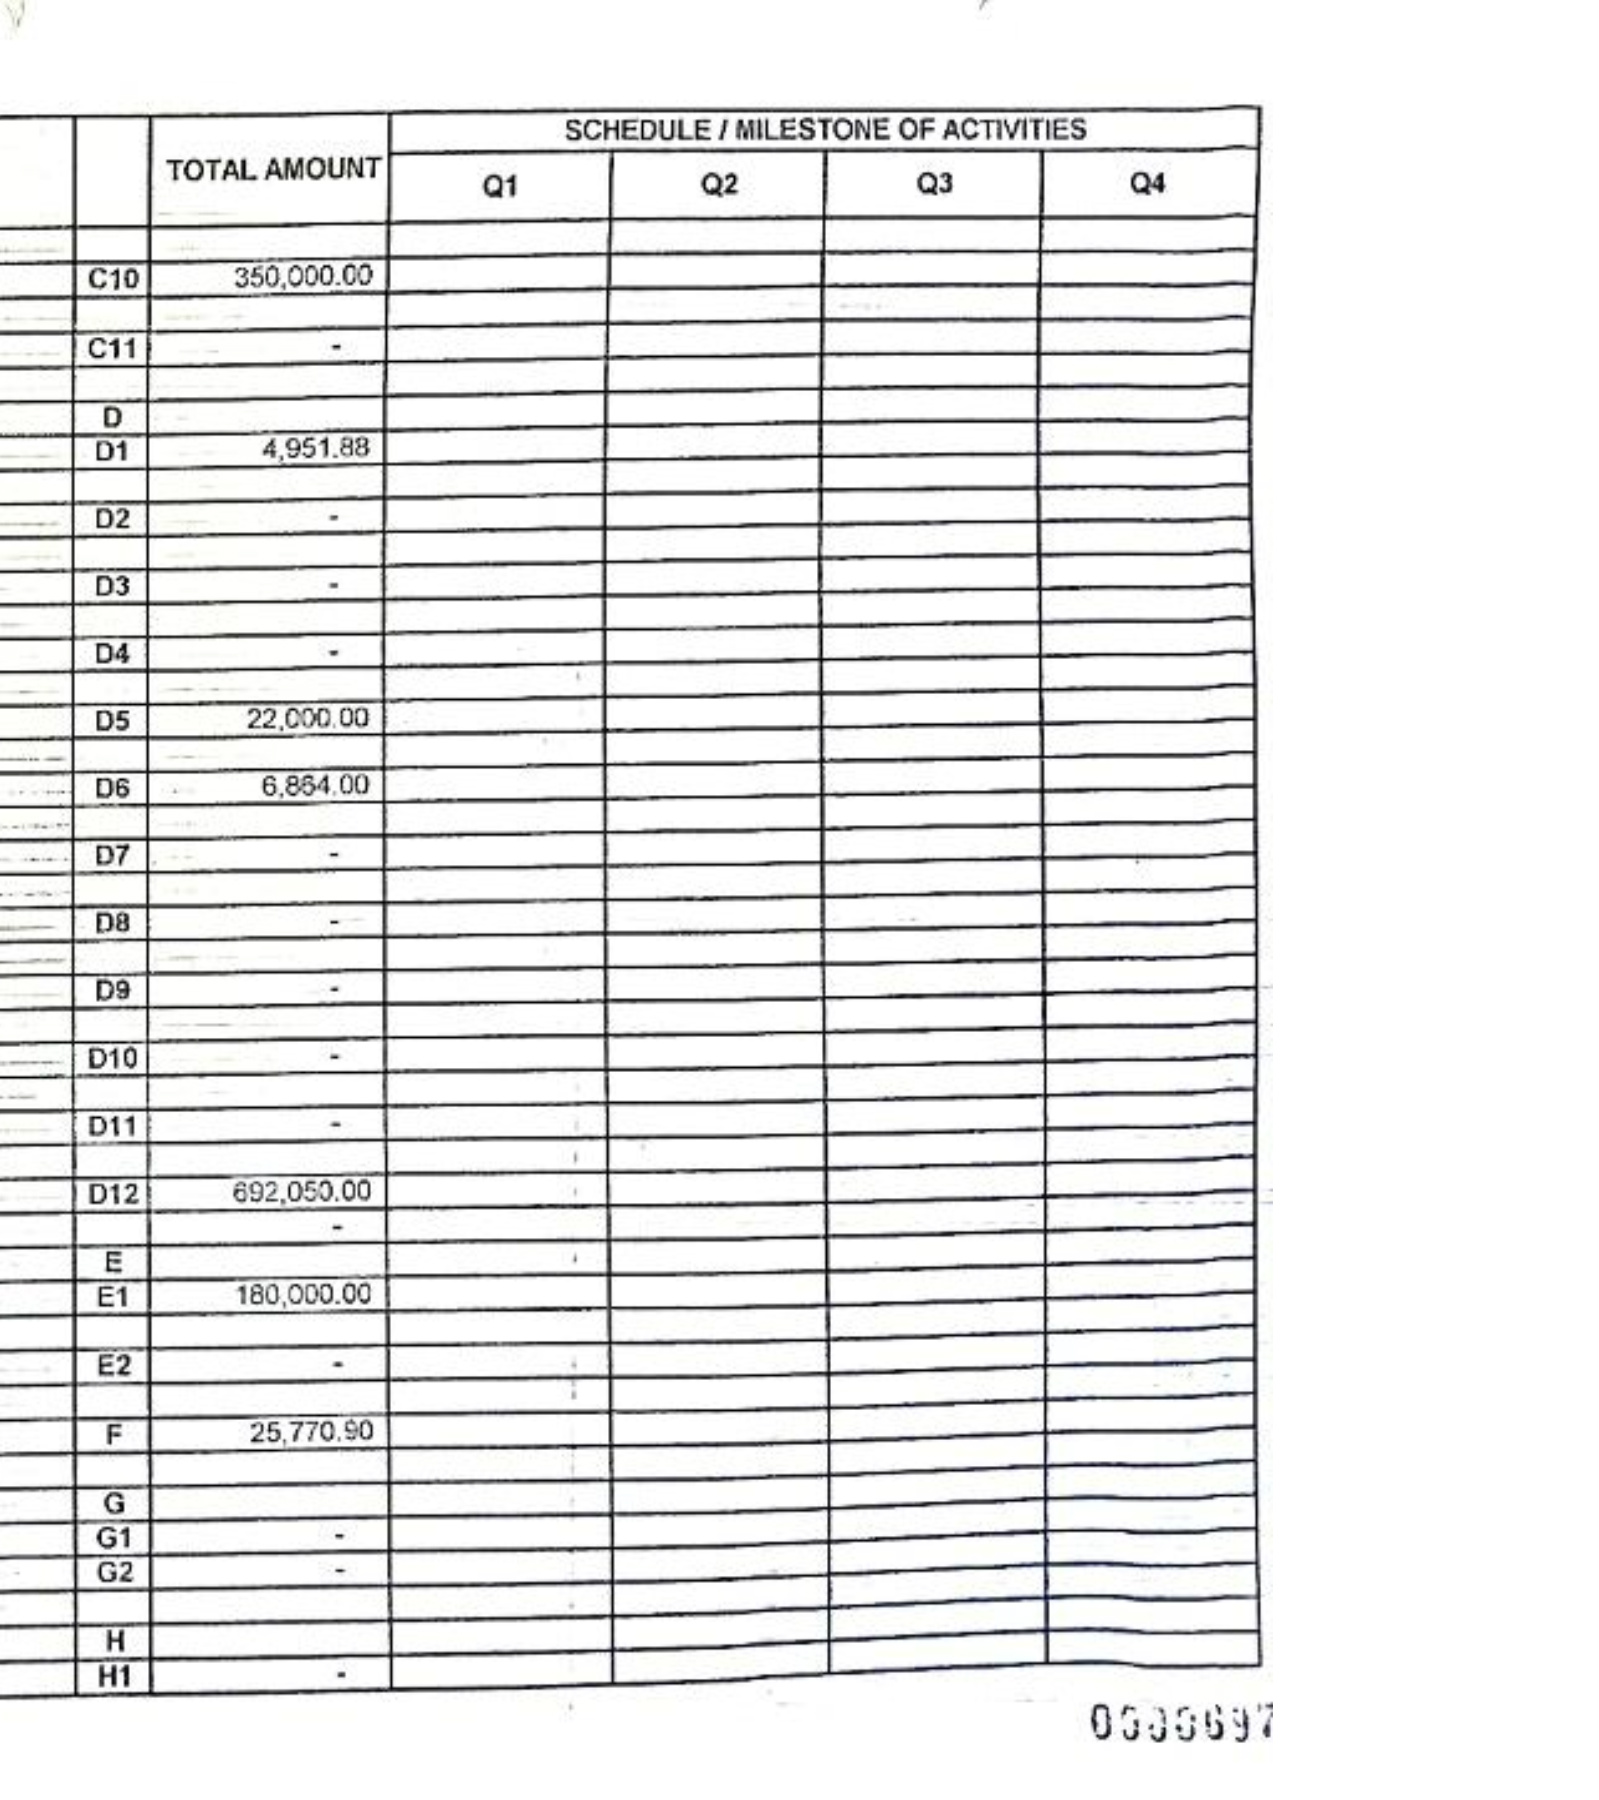 SCHEDULE / MILESTONE OF ACTIVITIES
TOTAL AMOUNT Q1 Q2 Q3 Q4
C10 350,000.00
C11 -
D
D1 4,951.88
D2 -
D3 -
D4 -
D5 22,000.00
D6 6,864.00
D7 -
D8 -
D9 -
D10 -
D11 -
D12 692,050.00
-
E
E1 180,000.00
E2 -
F 25,770.90
G
G1 -
G2 -
H
H1 -